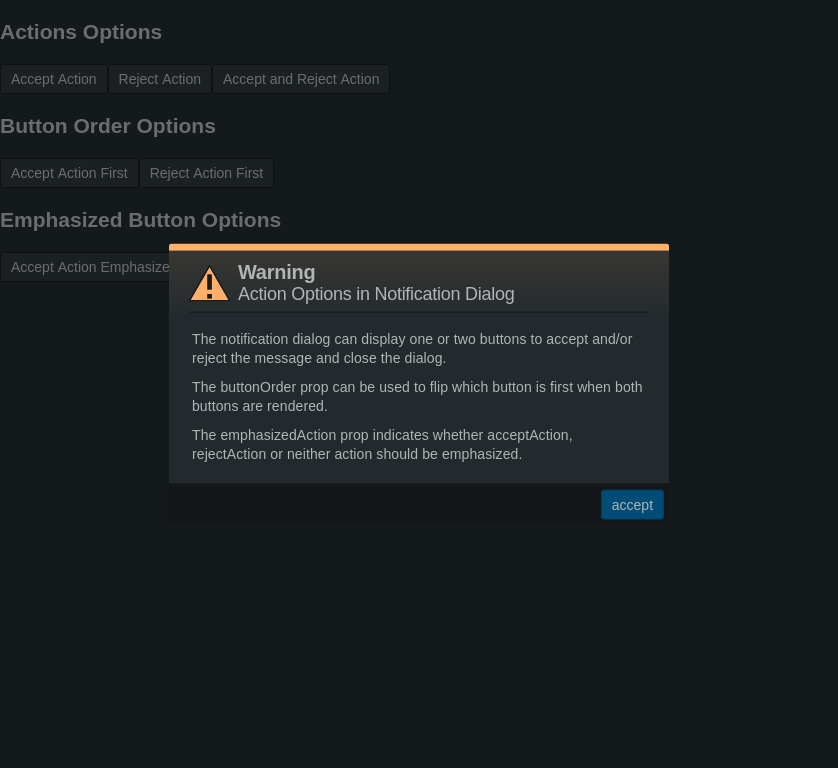 Actions Options
Accept Action Reject Action Accept and Reject Action
Button Order Options
Accept Action First Reject Action First
Emphasized Button Options
Accept Action Emphasize
Warning
Action Options in Notification Dialog
The notification dialog can display one or two buttons to accept and/or
reject the message and close the dialog.
The buttonOrder prop can be used to flip which button is first when both
buttons are rendered.
The emphasizedAction prop indicates whether acceptAction,
rejectAction or neither action should be emphasized.
accept